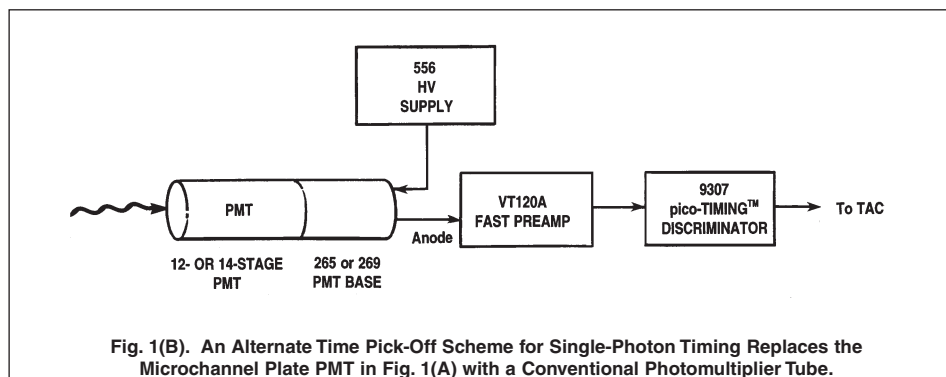 556
HV
SUPPLY
PMT
VT120A
FAST PREAMP
9307
pico-TIMING™
DISCRIMINATOR
To TAC
Anode
12- OR 14-STAGE
PMT
265 or 269
PMT BASE
Fig. 1(B). An Alternate Time Pick-Off Scheme for Single-Photon Timing Replaces the
Microchannel Plate PMT in Fig. 1(A) with a Conventional Photomultiplier Tube.